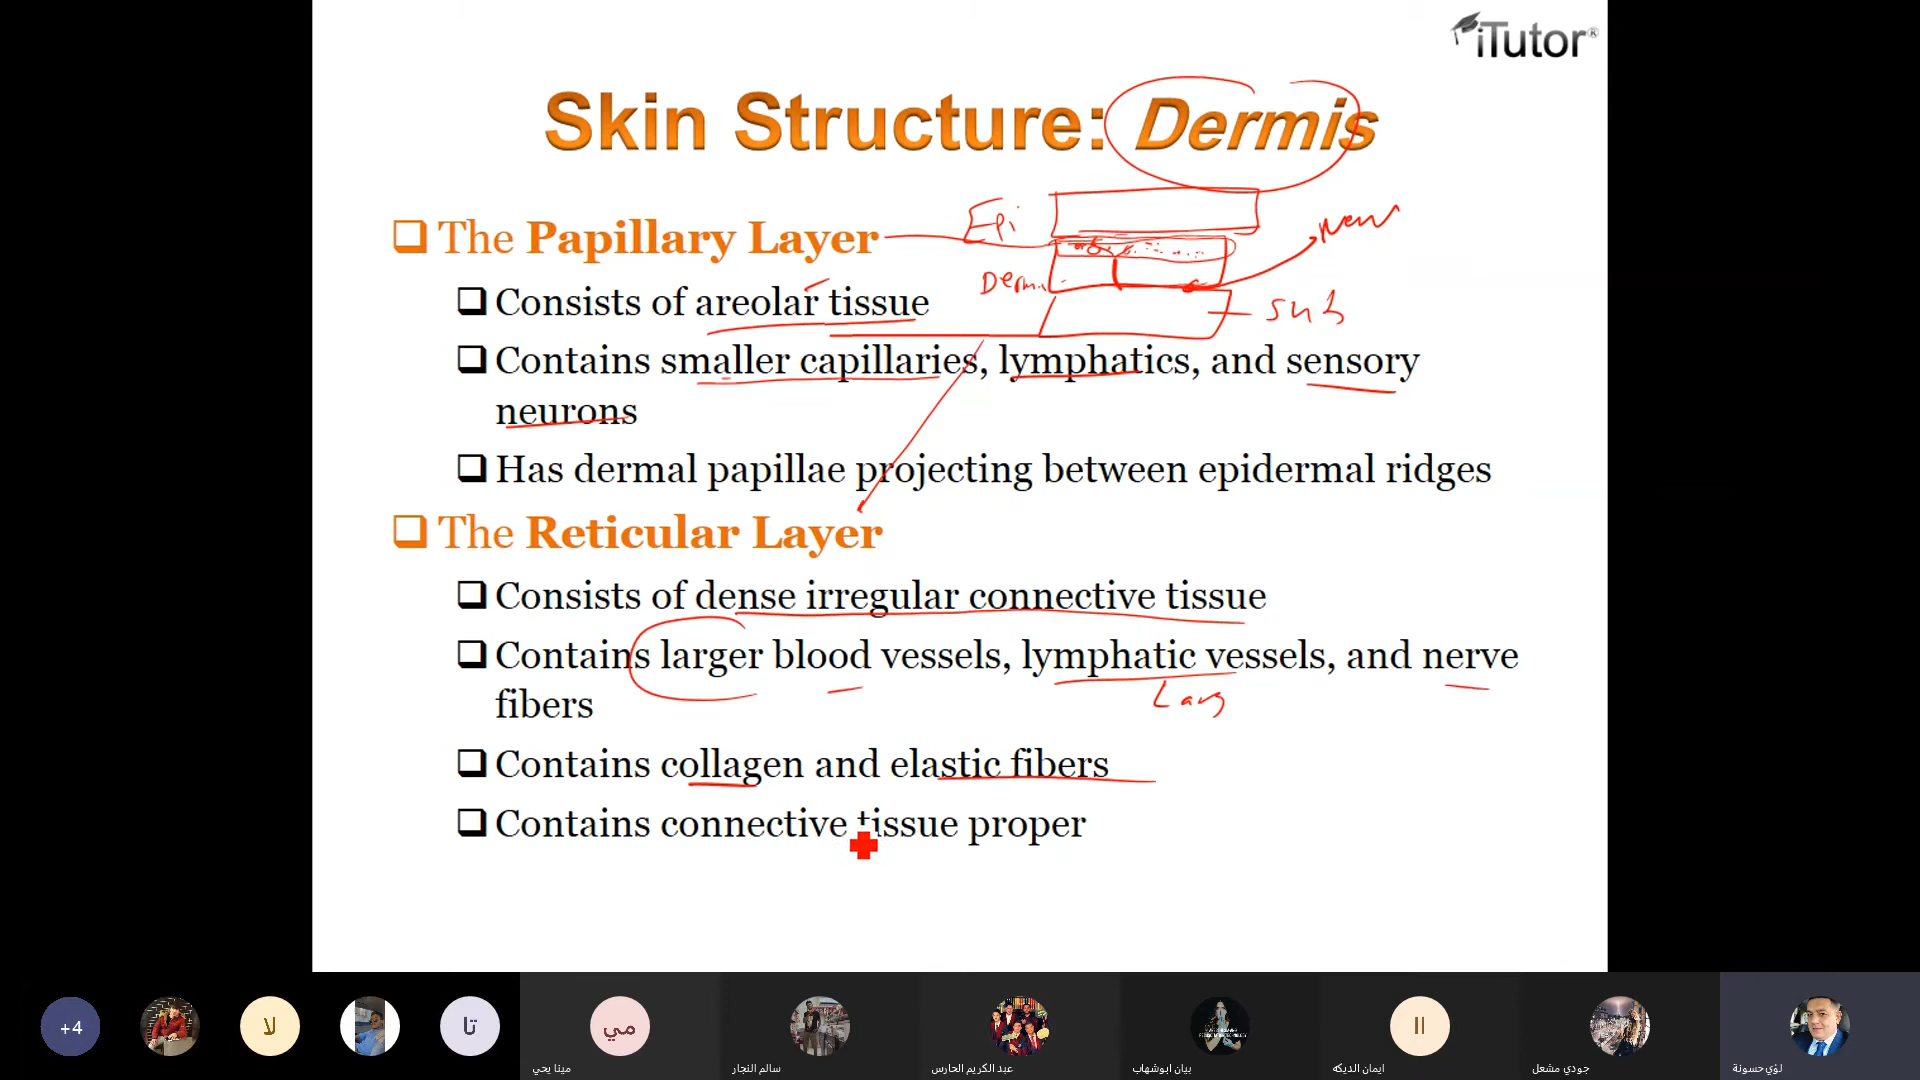 iTutor®
Skin Structure: Dermis
The Papillary Layer
Epi
Consists of areolar tissue
Sub
Contains smaller capillaries, lymphatics, and sensory
neurons
Has dermal papillae projecting between epidermal ridges
The Reticular Layer
Consists of dense irregular connective tissue
Contains larger blood vessels, lymphatic vessels, and nerve
fibers
Contains collagen and elastic fibers
Contains connective tissue proper
+4
لا
تا
مي
اا
مينا يحي
سالم النجار
عبد الكريم الحارس
بيان ابوشهاب
ايمان الديكه
جودي مشعل
لؤي حسونة